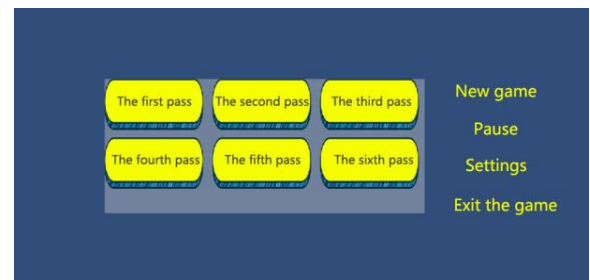 The first pass
The second pass
The third pass
The fourth pass
The fifth pass
The sixth pass
New game
Pause
Settings
Exit the game